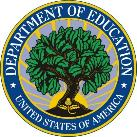 DEPARTMENT OF EDUCATION
UNITED STATES OF AMERICA